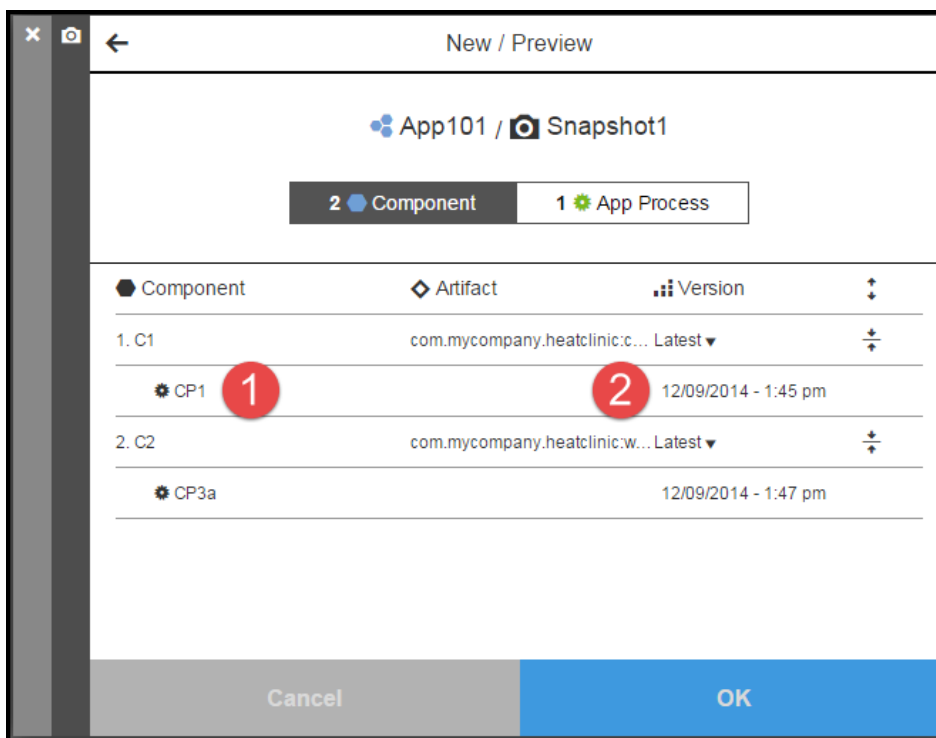 New / Preview
App101 / Snapshot1
2 Component 1 App Process
Component Artifact Version
1. C1 com.mycompany.heatclinic:c... Latest
CP1 1 2 12/09/2014 - 1:45 pm
2. C2 com.mycompany.heatclinic:w... Latest
CP3a 12/09/2014 - 1:47 pm
Cancel OK